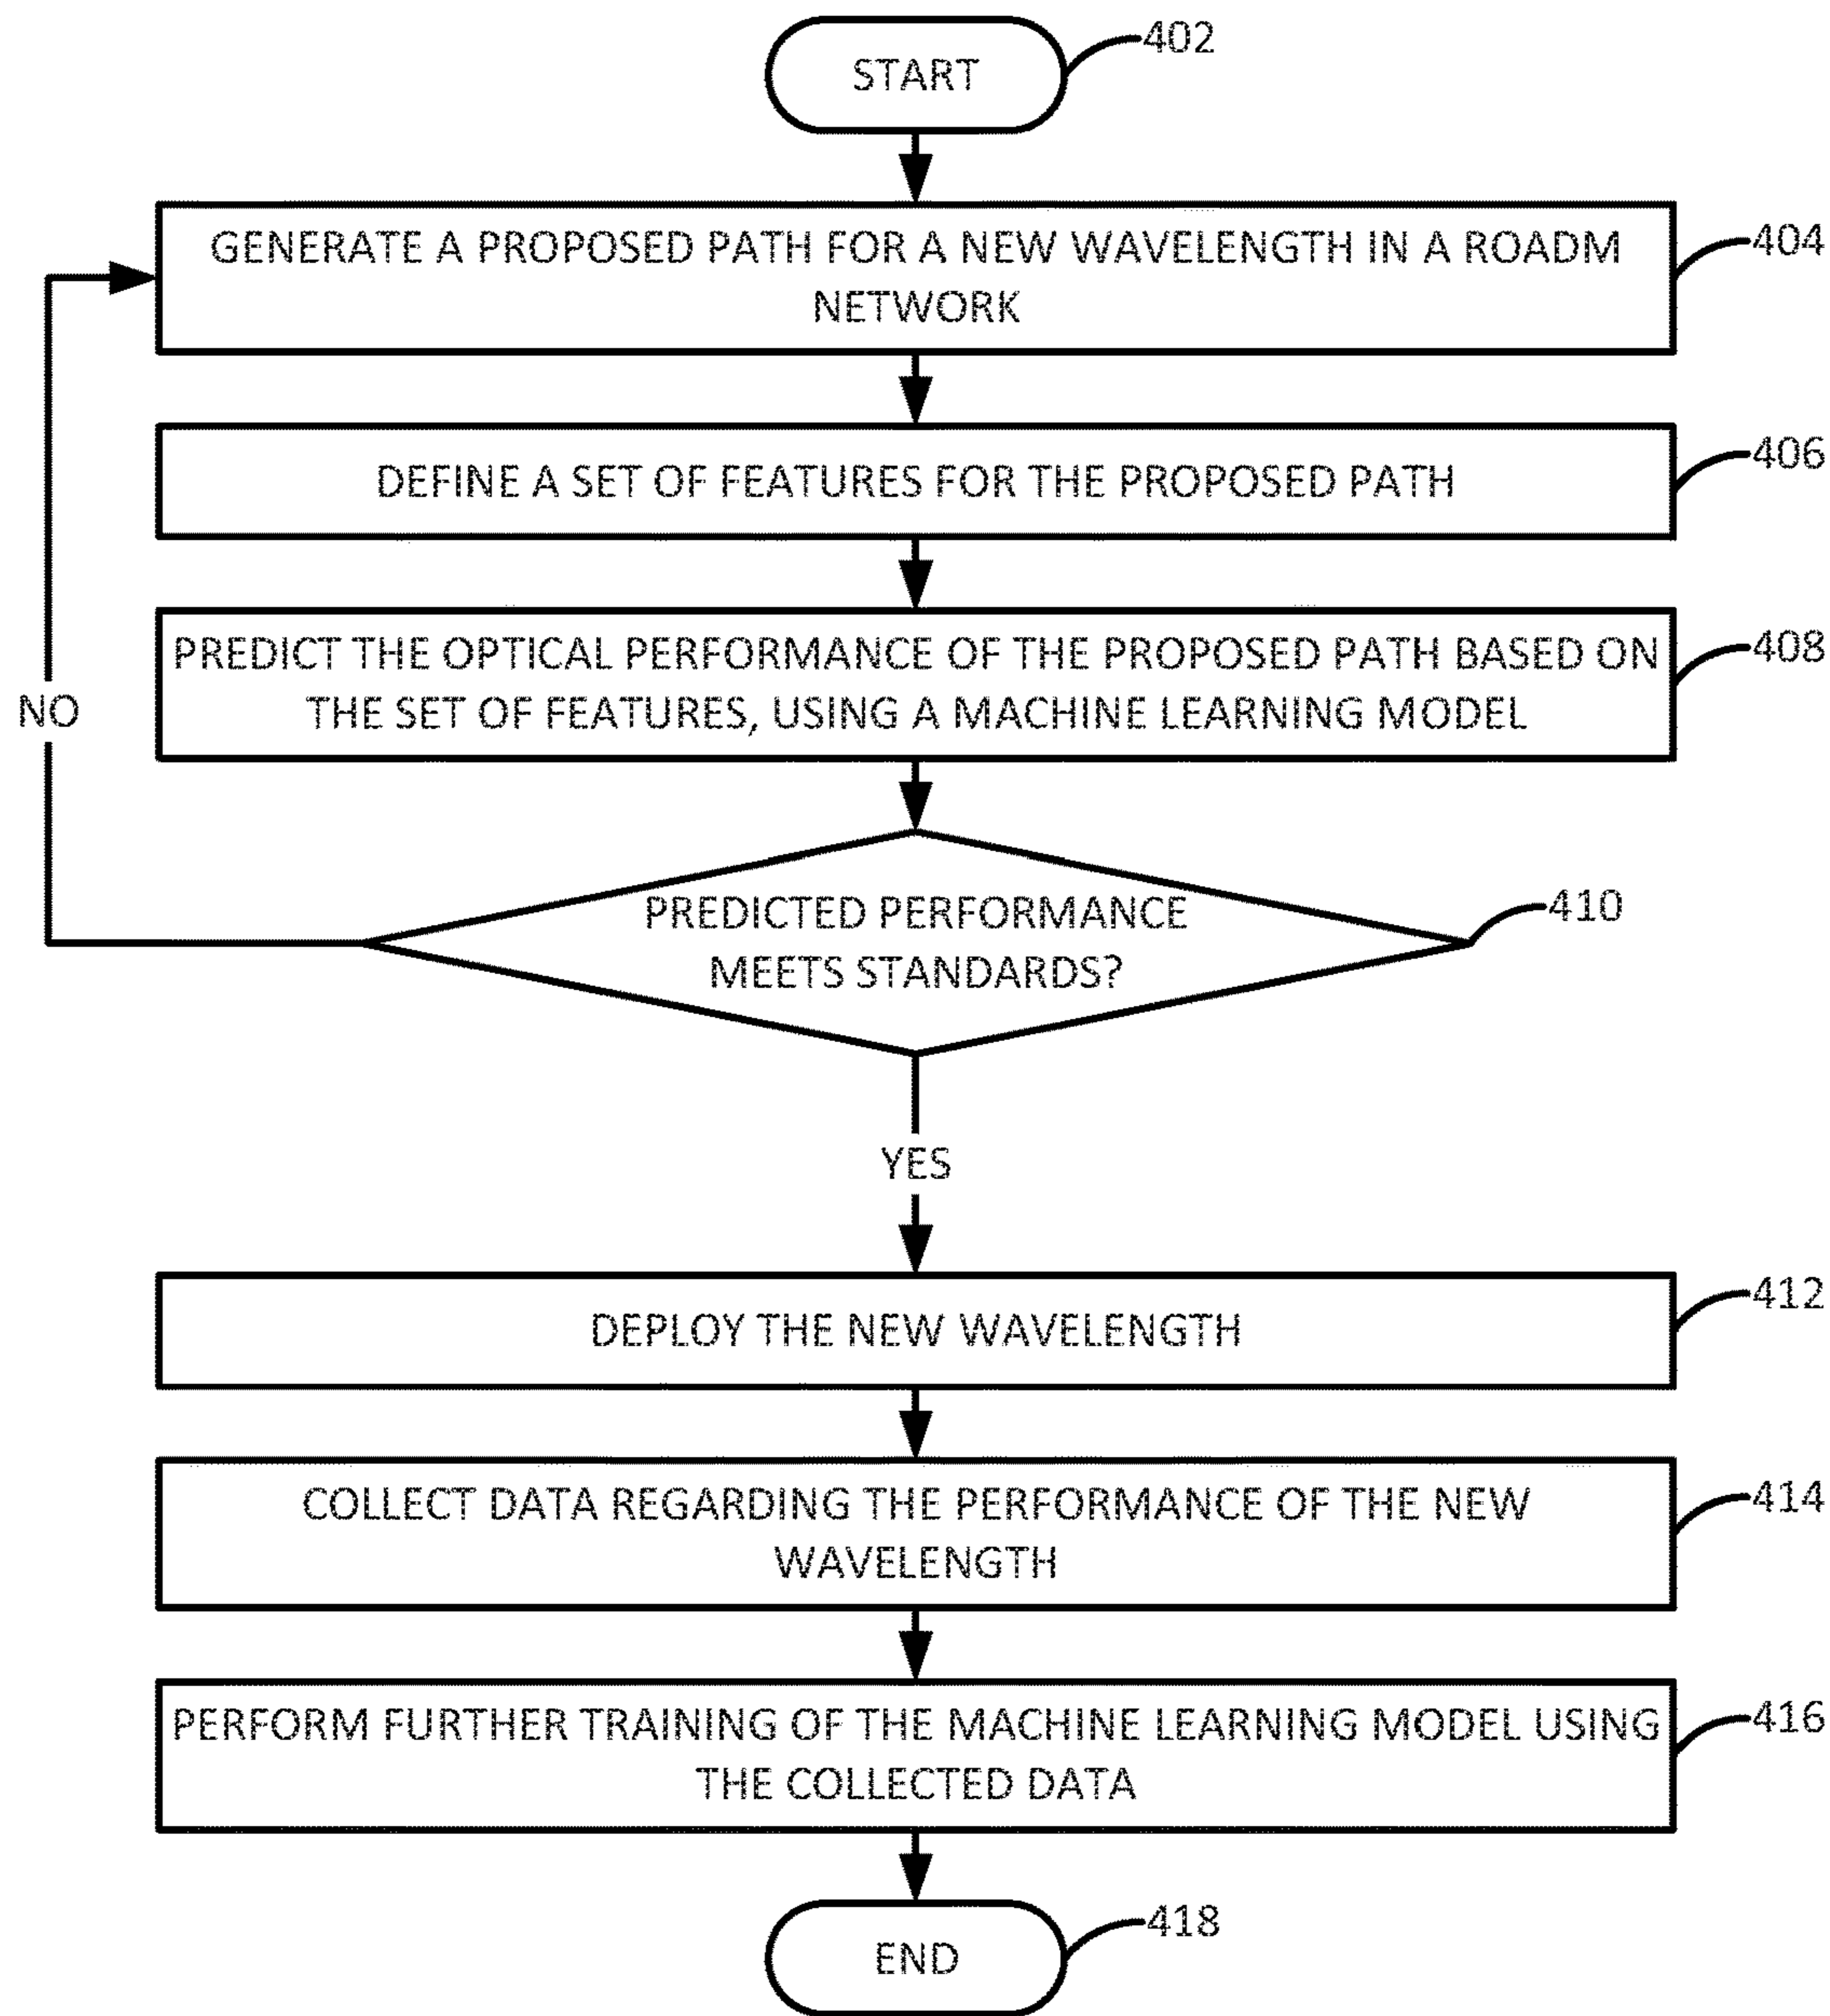 START
402
GENERATE A PROPOSED PATH FOR A NEW WAVELENGTH IN A ROADM
NETWORK
404
DEFINE A SET OF FEATURES FOR THE PROPOSED PATH
406
PREDICT THE OPTICAL PERFORMANCE OF THE PROPOSED PATH BASED ON
THE SET OF FEATURES, USING A MACHINE LEARNING MODEL
408
NO
PREDICTED PERFORMANCE
MEETS STANDARDS?
410
YES
DEPLOY THE NEW WAVELENGTH
412
COLLECT DATA REGARDING THE PERFORMANCE OF THE NEW
WAVELENGTH
414
PERFORM FURTHER TRAINING OF THE MACHINE LEARNING MODEL USING
THE COLLECTED DATA
416
END
418